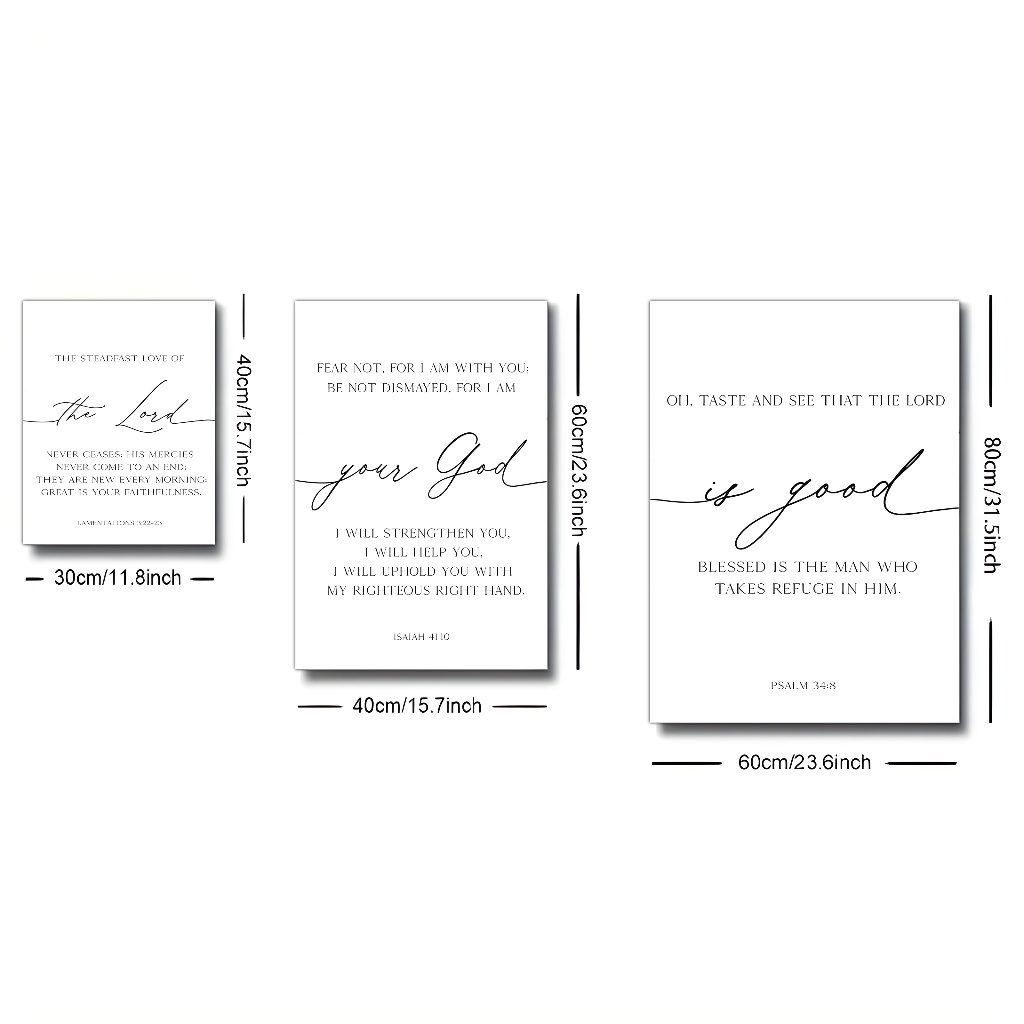 THE STEADFAST LOVE OF
the Lord
NEVER CEASES; HIS MERCIES
NEVER COME TO AN END;
THEY ARE NEW EVERY MORNING;
GREAT IS YOUR FAITHFULNESS.
LAMENTATIONS 3:22-23
40cm/15.7inch
30cm/11.8inch
FEAR NOT, FOR I AM WITH YOU;
BE NOT DISMAYED, FOR I AM
your God
I WILL STRENGTHEN YOU,
I WILL HELP YOU,
I WILL UPHOLD YOU WITH
MY RIGHTEOUS RIGHT HAND.
ISAIAH 41:10
60cm/23.6inch
40cm/15.7inch
OH, TASTE AND SEE THAT THE LORD
is good
BLESSED IS THE MAN WHO
TAKES REFUGE IN HIM.
PSALM 34:8
80cm/31.5inch
60cm/23.6inch